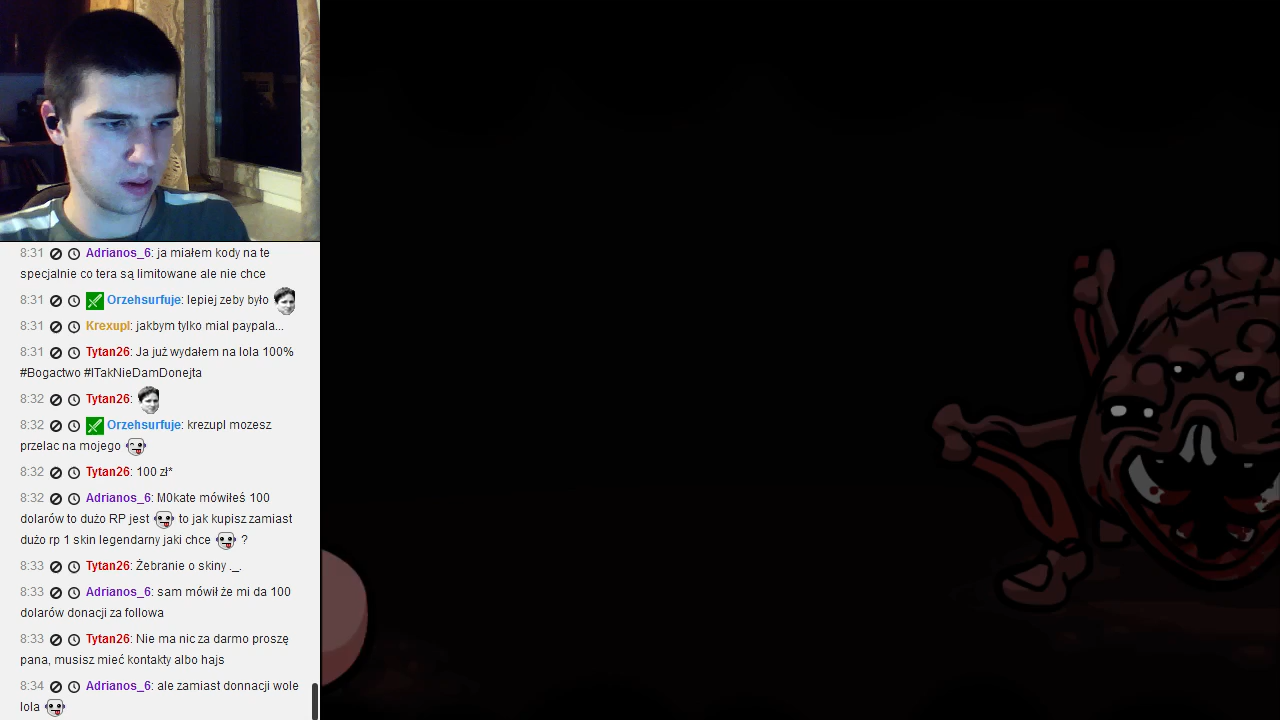 8:31 Adrianos_6: ja miałem kody na te
specjalnie co tera są limitowane ale nie chce
8:31 Orzehsurfuje: lepiej zeby było
8:31 Krexupl: jakbym tylko mial paypala...
8:31 Tytan26: Ja już wydałem na lola 100%
#Bogactwo #ITakNieDamDonejta
8:32 Tytan26:
8:32 Orzehsurfuje: krezupl mozesz
przelac na mojego
8:32 Tytan26: 100 zł*
8:32 Adrianos_6: M0kate mówiłeś 100
dolarów to dużo RP jest to jak kupisz zamiast
dużo rp 1 skin legendarny jaki chce ?
8:33 Tytan26: Żebranie o skiny ._.
8:33 Adrianos_6: sam mówił że mi da 100
dolarów donacji za followa
8:33 Tytan26: Nie ma nic za darmo proszę
pana, musisz mieć kontakty albo hajs
8:34 Adrianos_6: ale zamiast donnacji wole
lola